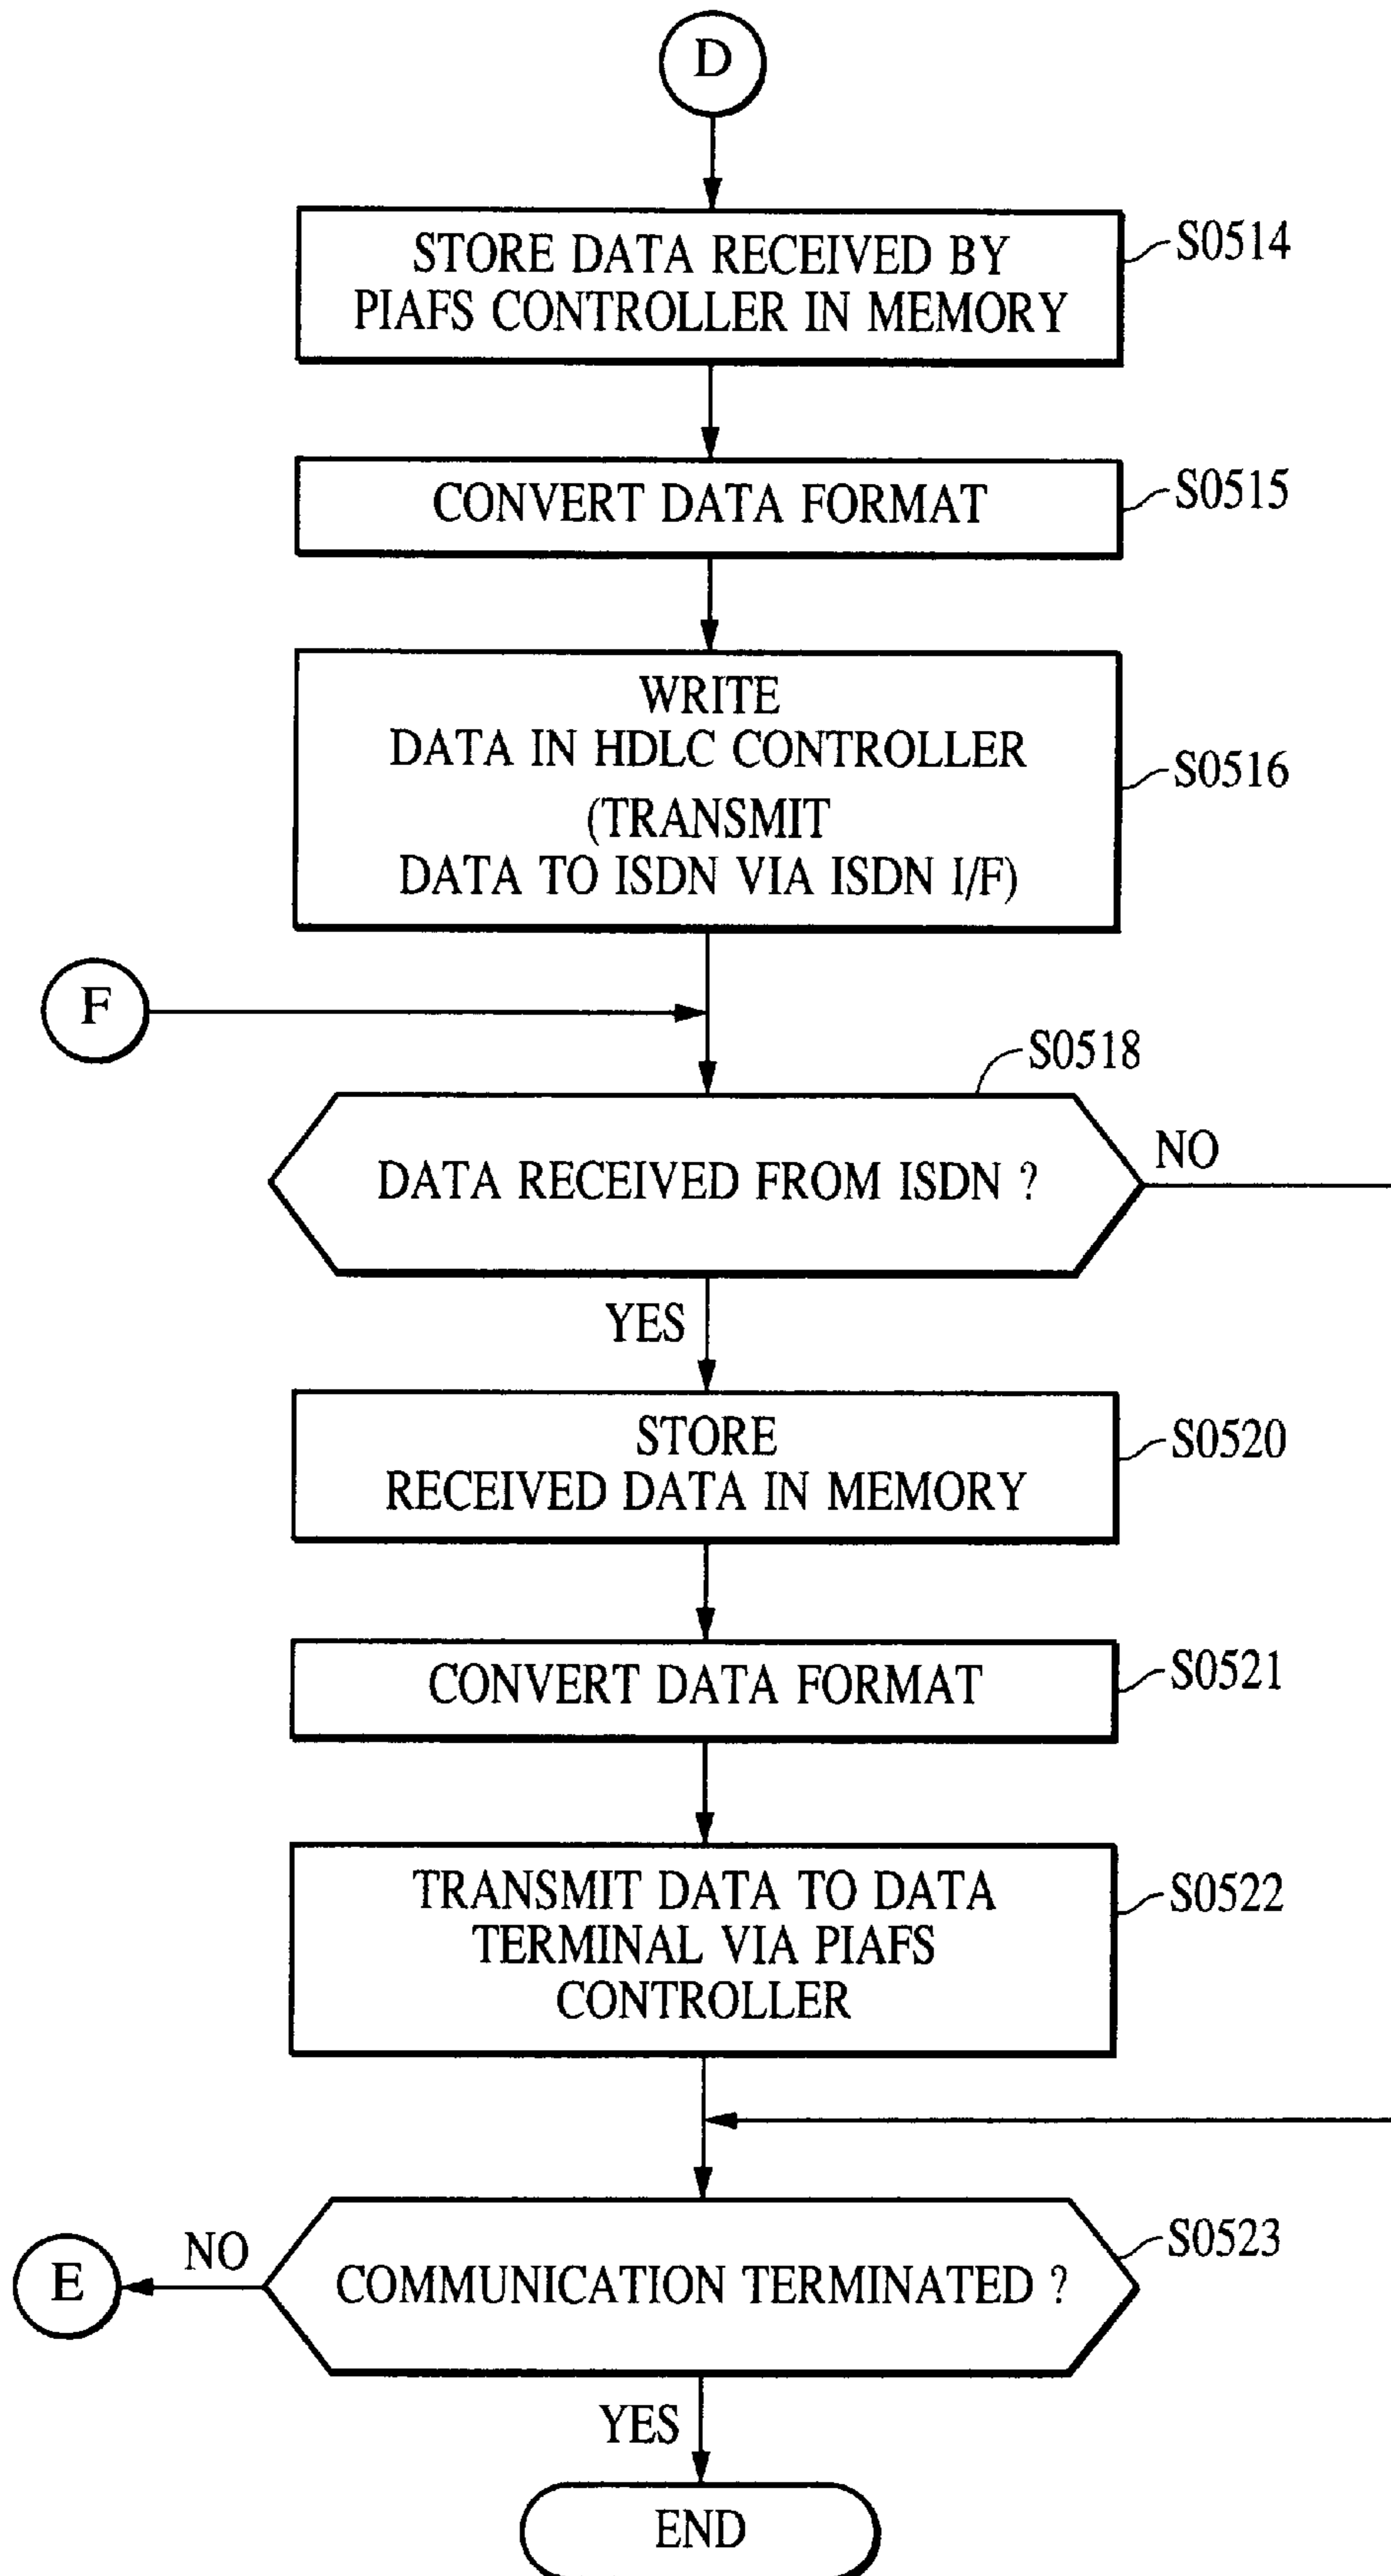 D
STORE DATA RECEIVED BY
PIAFS CONTROLLER IN MEMORY
S0514
CONVERT DATA FORMAT
S0515
WRITE
DATA IN HDLC CONTROLLER
(TRANSMIT
DATA TO ISDN VIA ISDN I/F)
S0516
F
S0518
DATA RECEIVED FROM ISDN ?
NO
YES
STORE
RECEIVED DATA IN MEMORY
S0520
CONVERT DATA FORMAT
S0521
TRANSMIT DATA TO DATA
TERMINAL VIA PIAFS
CONTROLLER
S0522
E
NO
COMMUNICATION TERMINATED ?
S0523
YES
END